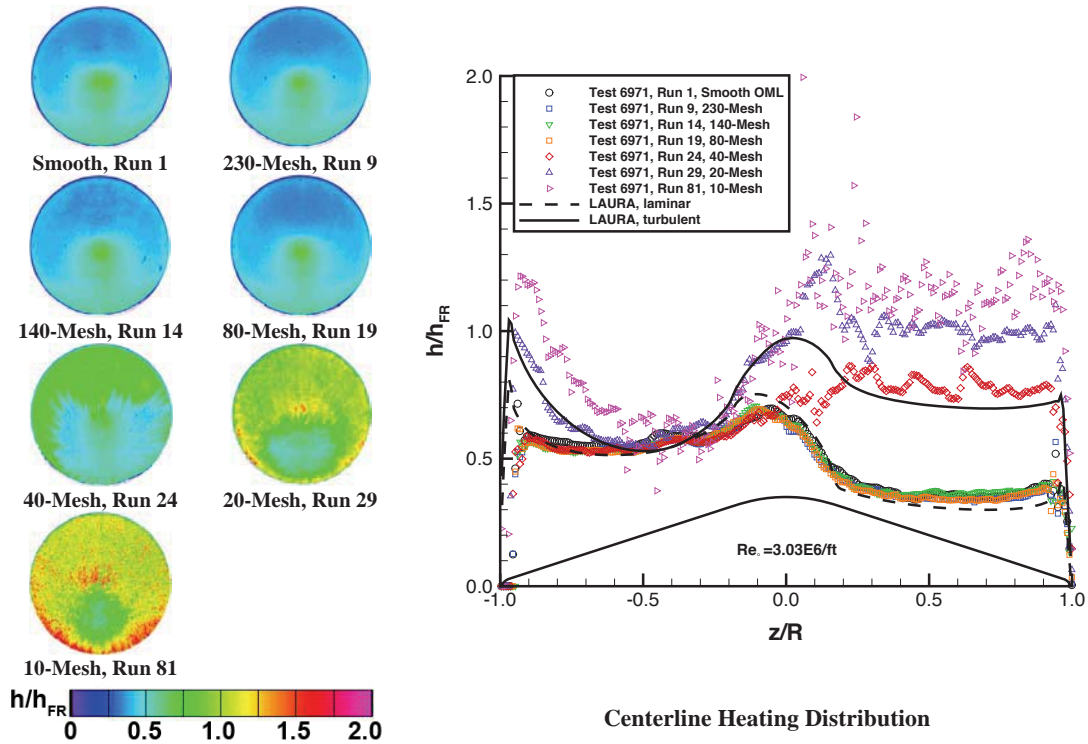 Smooth, Run 1
230-Mesh, Run 9
140-Mesh, Run 14
80-Mesh, Run 19
40-Mesh, Run 24
20-Mesh, Run 29
10-Mesh, Run 81
h/hFR
0 0.5 1.0 1.5 2.0
Test 6971, Run 1, Smooth OML
Test 6971, Run 9, 230-Mesh
Test 6971, Run 14, 140-Mesh
Test 6971, Run 19, 80-Mesh
Test 6971, Run 24, 40-Mesh
Test 6971, Run 29, 20-Mesh
Test 6971, Run 81, 10-Mesh
LAURA, laminar
LAURA, turbulent
2.0
1.5
1.0
0.5
0.0
h/hFR
Re∞=3.03E6/ft
-1.0 -0.5 0.0 0.5 1.0
z/R
Centerline Heating Distribution